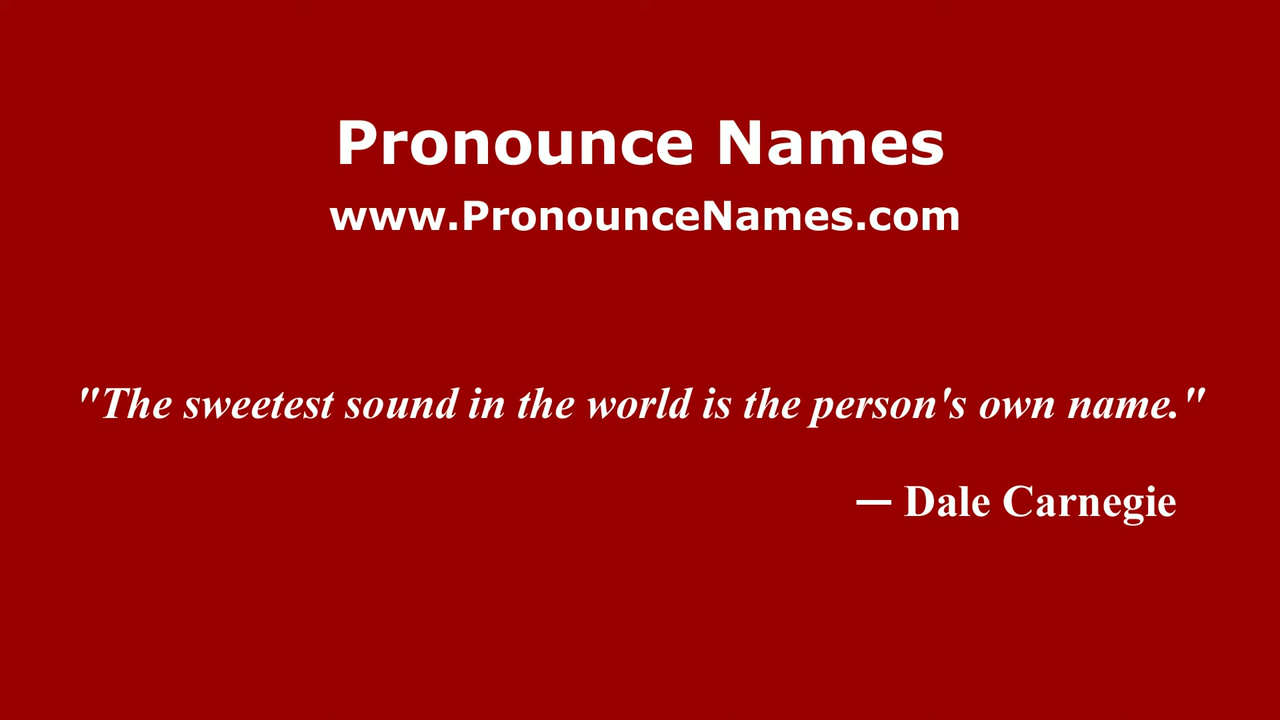 Pronounce Names
www.PronounceNames.com
"The sweetest sound in the world is the person's own name."
— Dale Carnegie